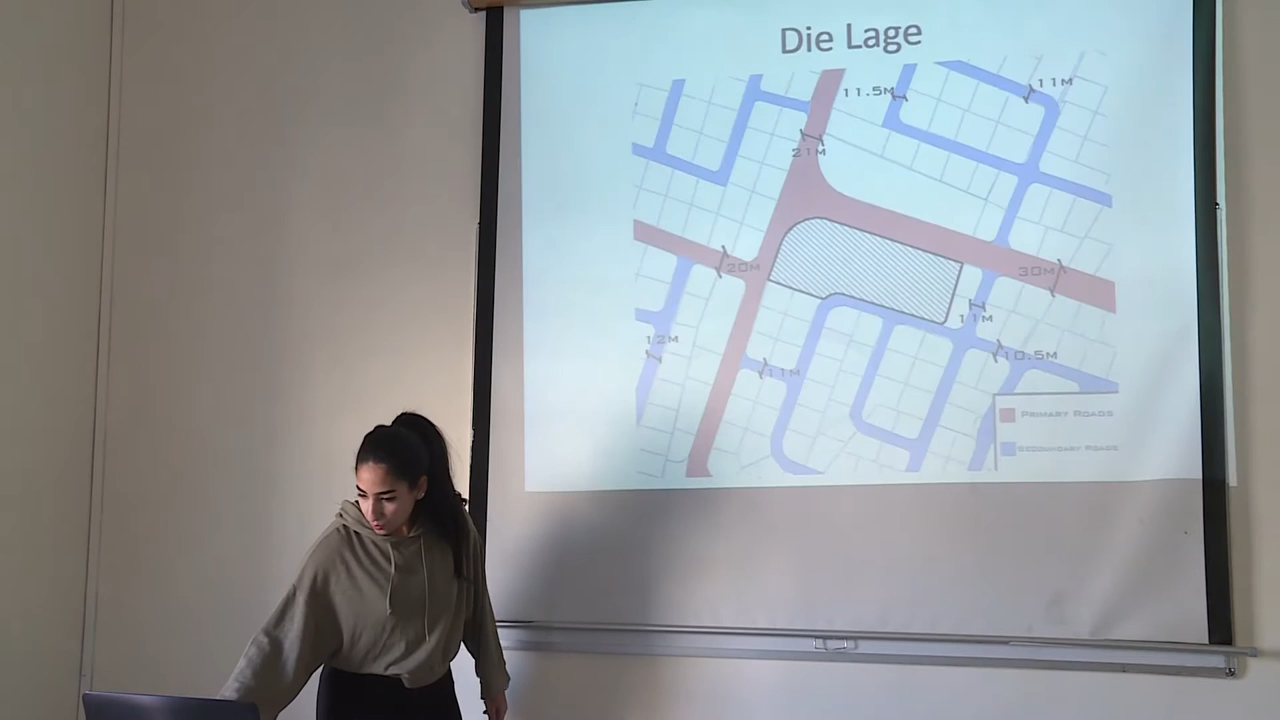 Die Lage
11.5M
11M
21M
20M
30M
11M
12M
10.5M
11M
PRIMARY ROADS
SECONDARY ROADS